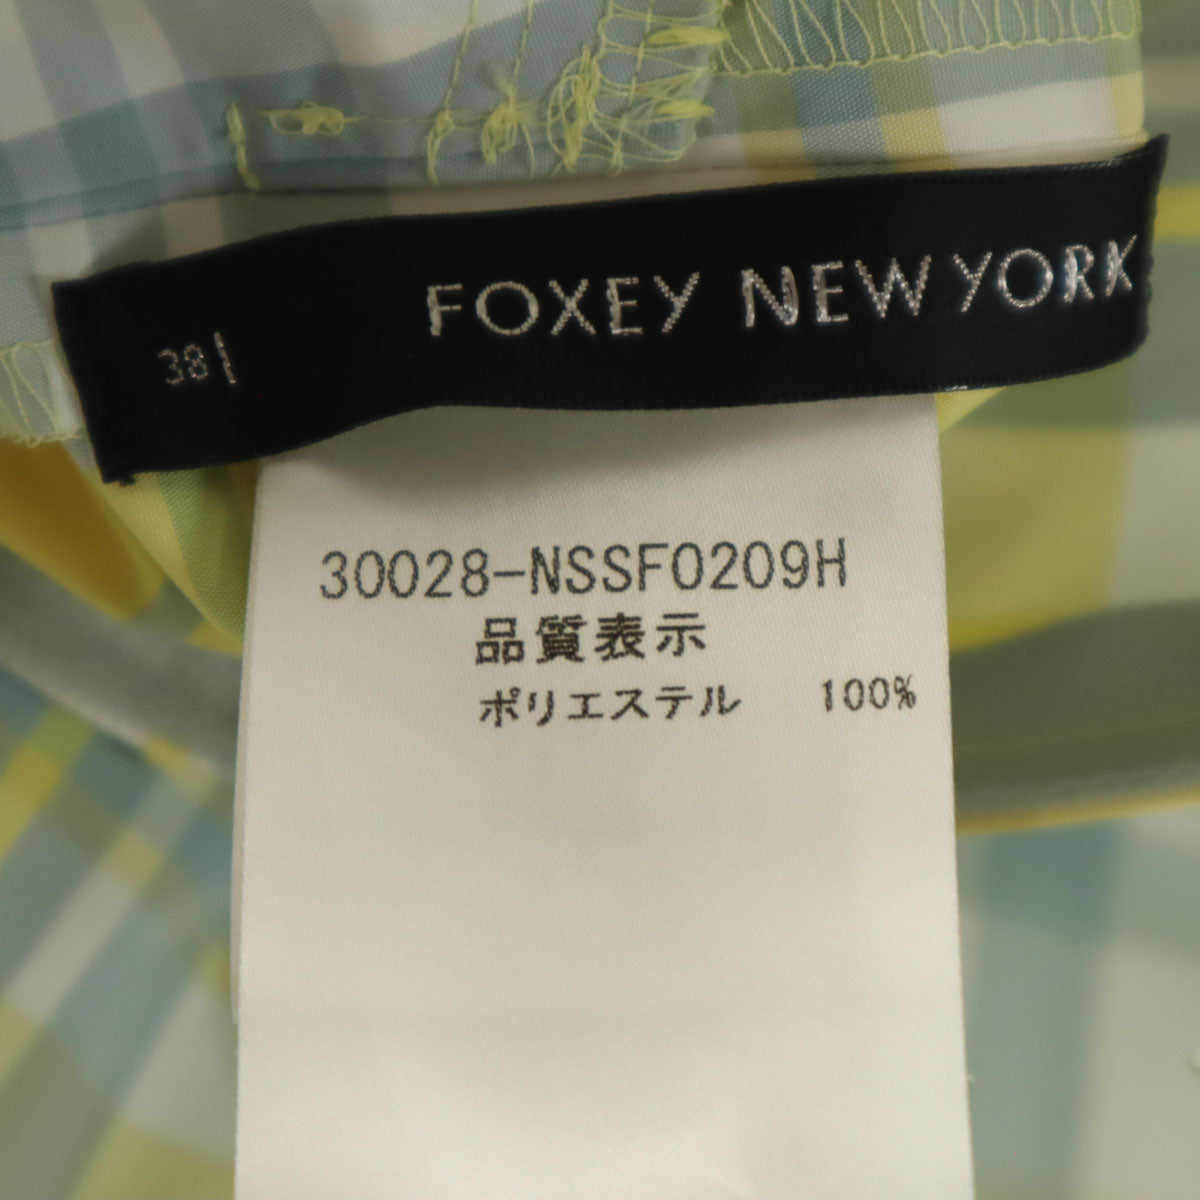 FOXEY NEW YORK
38
30028-NSSF0209H
品質表示
ポリエステル 100%